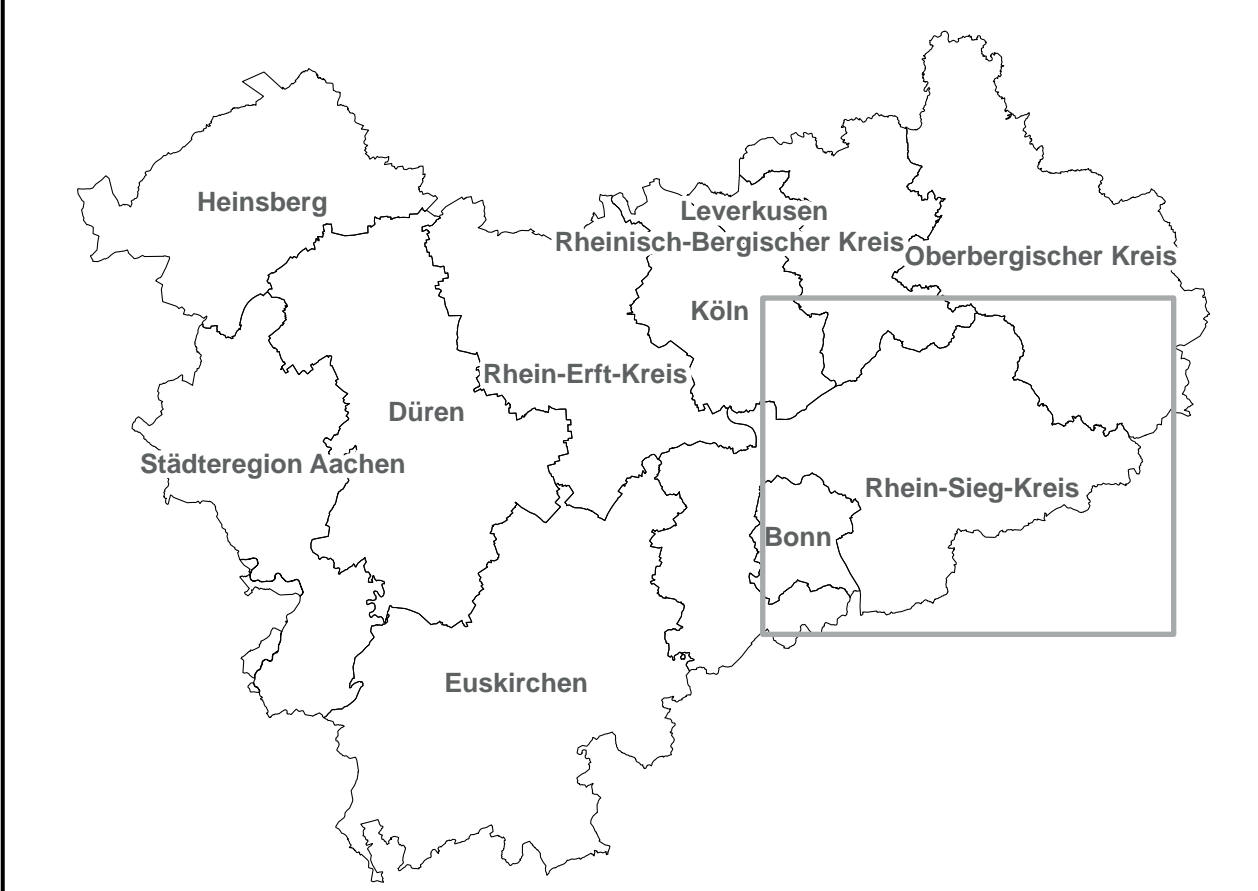 Heinsberg
Leverkusen
Rheinisch-Bergischer Kreis
Oberbergischer Kreis
Köln
Rhein-Erft-Kreis
Düren
Städteregion Aachen
Rhein-Sieg-Kreis
Bonn
Euskirchen